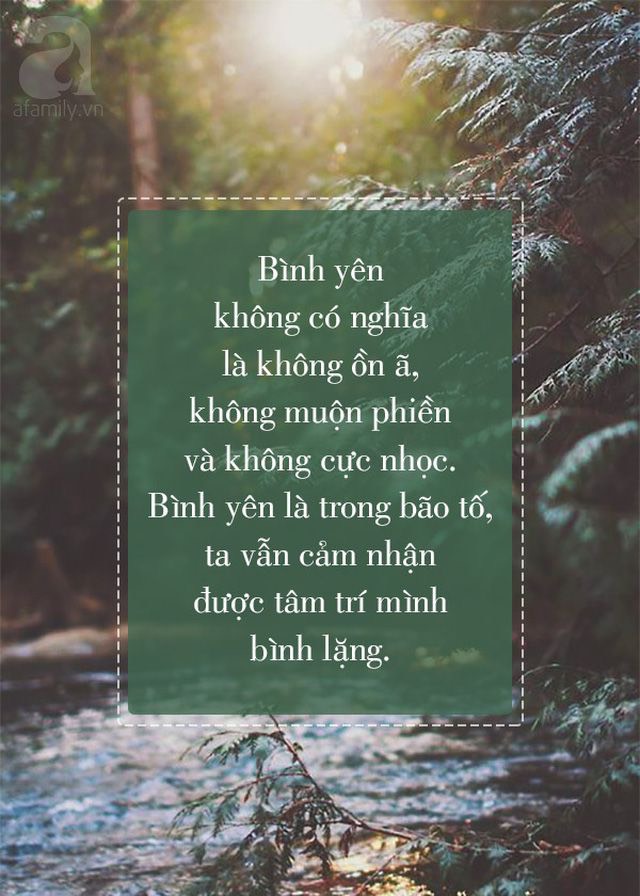 a
afamily.vn
Bình yên
không có nghĩa
là không ồn ã,
không muộn phiền
và không cực nhọc.
Bình yên là trong bão tố,
ta vẫn cảm nhận
được tâm trí mình
bình lặng.